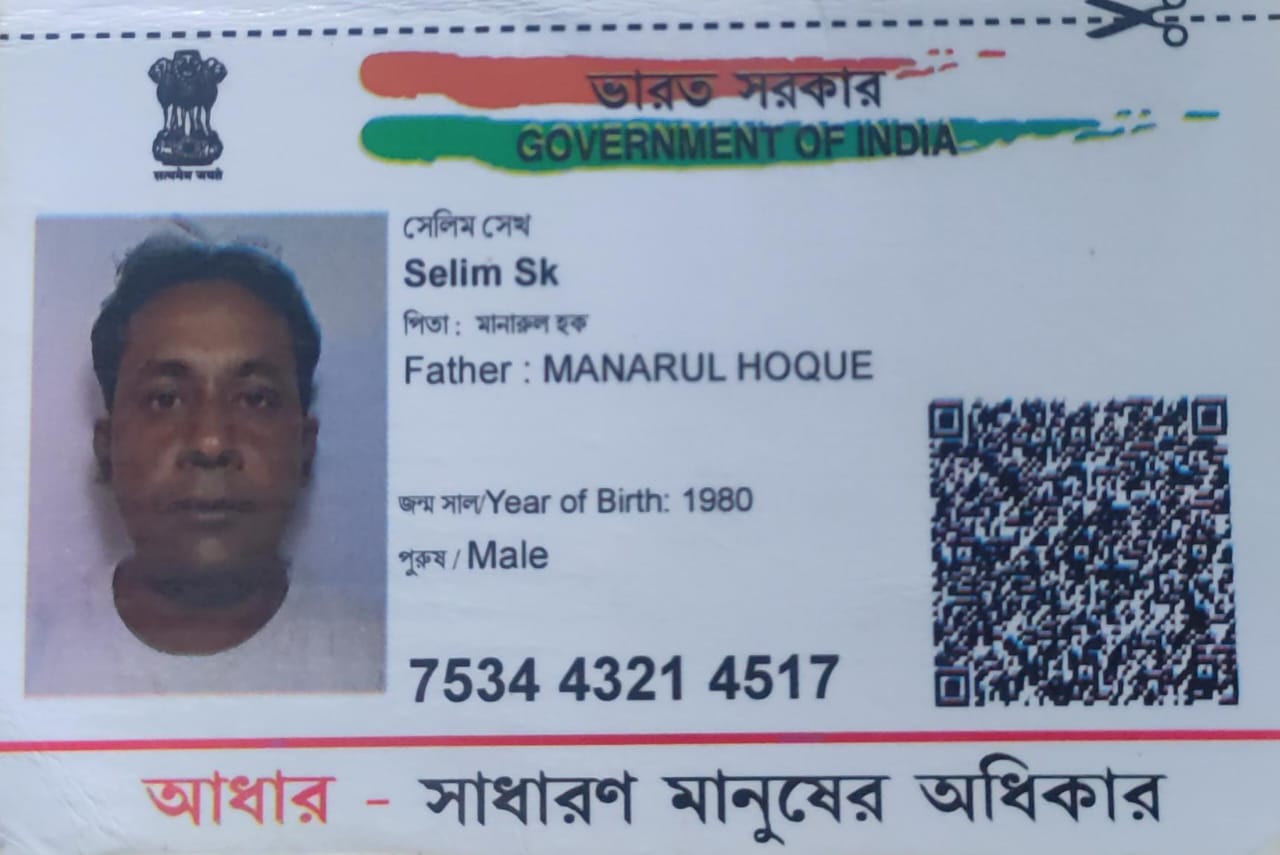 ভারত সরকার
GOVERNMENT OF INDIA
सत्यमेव जयते
সেলিম সেখ
Selim Sk
পিতা : মানারুল হক
Father : MANARUL HOQUE
জন্ম সাল/Year of Birth: 1980
পুরুষ / Male
7534 4321 4517
আধার - সাধারণ মানুষের অধিকার